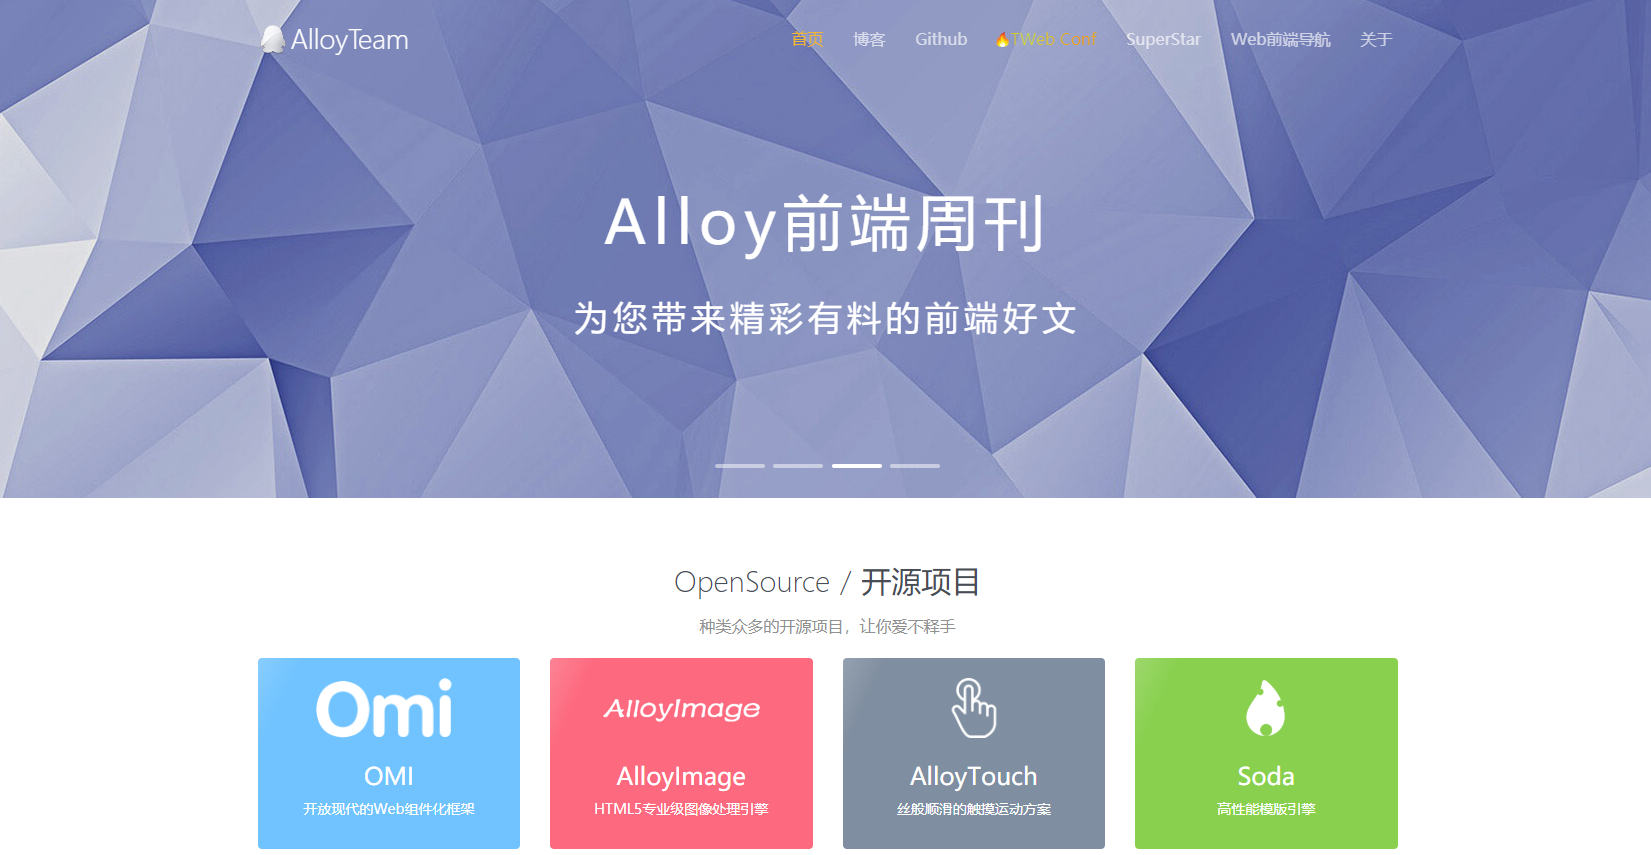 AlloyTeam
首页 博客 Github 🔥TWeb Conf SuperStar Web前端导航 关于
Alloy前端周刊
为您带来精彩有料的前端好文
OpenSource / 开源项目
种类众多的开源项目，让你爱不释手
Omi
OMI
开放现代的Web组件化框架
AlloyImage
AlloyImage
HTML5专业级图像处理引擎
AlloyTouch
丝般顺滑的触摸运动方案
Soda
高性能模版引擎